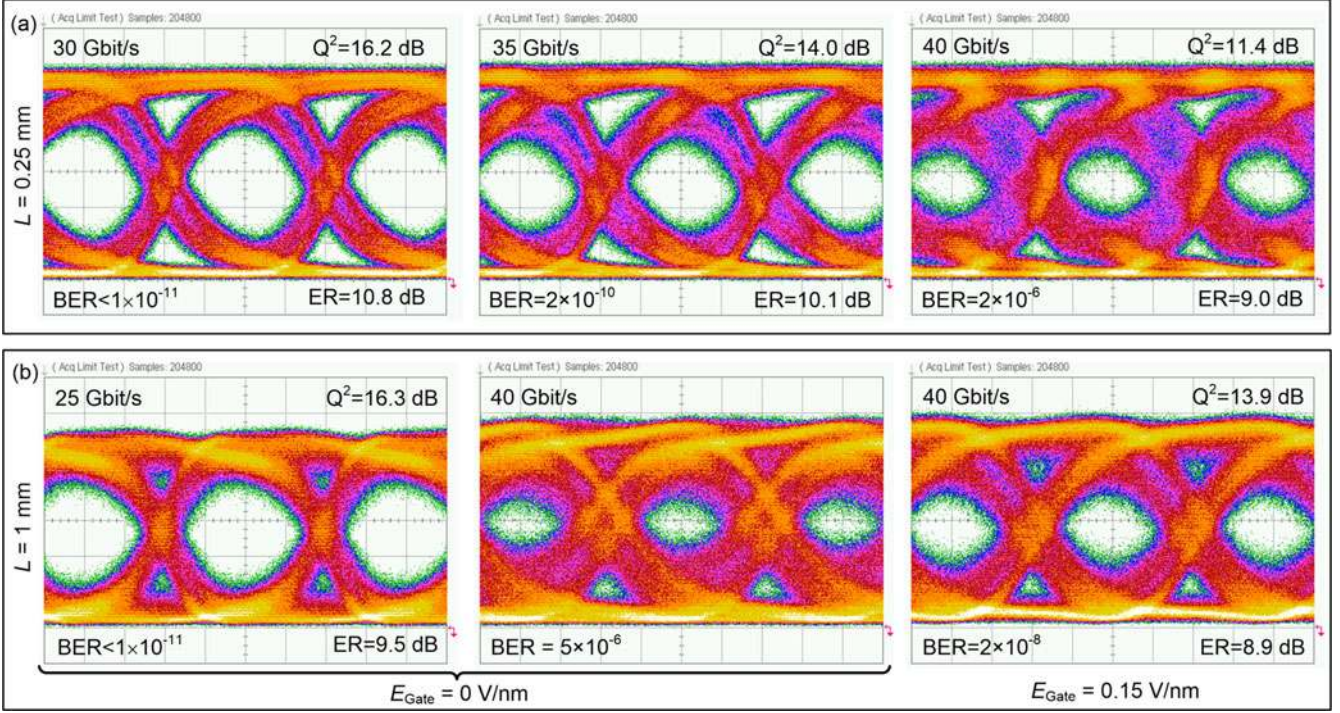 (a)
( Acq Limit Test ) Samples: 204800
30 Gbit/s Q²=16.2 dB
BER<1×10⁻¹¹ ER=10.8 dB
( Acq Limit Test ) Samples: 204800
35 Gbit/s Q²=14.0 dB
BER=2×10⁻¹⁰ ER=10.1 dB
( Acq Limit Test ) Samples: 204800
40 Gbit/s Q²=11.4 dB
BER=2×10⁻⁶ ER=9.0 dB
L = 0.25 mm
(b)
( Acq Limit Test ) Samples: 204800
25 Gbit/s Q²=16.3 dB
BER<1×10⁻¹¹ ER=9.5 dB
( Acq Limit Test ) Samples: 204800
40 Gbit/s
BER = 5×10⁻⁶
( Acq Limit Test ) Samples: 204800
40 Gbit/s Q²=13.9 dB
BER=2×10⁻⁸ ER=8.9 dB
L = 1 mm
E_Gate = 0 V/nm
E_Gate = 0.15 V/nm